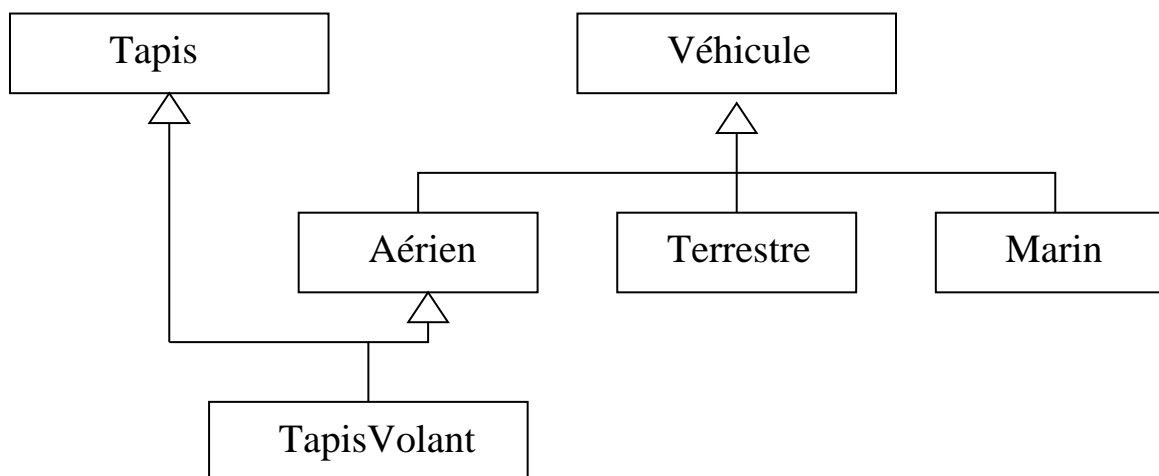 Tapis
Véhicule
Aérien
Terrestre
Marin
TapisVolant